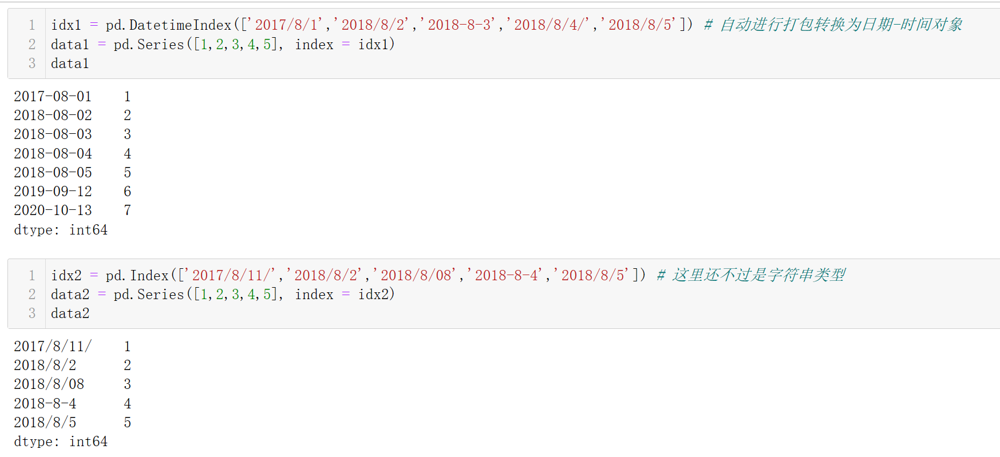 1 idx1 = pd.DatetimeIndex(['2017/8/1','2018/8/2','2018-8-3','2018/8/4/','2018/8/5']) # 自动进行打包转换为日期-时间对象
2 data1 = pd.Series([1,2,3,4,5], index = idx1)
3 data1
2017-08-01 1
2018-08-02 2
2018-08-03 3
2018-08-04 4
2018-08-05 5
2019-09-12 6
2020-10-13 7
dtype: int64
1 idx2 = pd.Index(['2017/8/11/','2018/8/2','2018/8/08','2018-8-4','2018/8/5']) # 这里还不过是字符串类型
2 data2 = pd.Series([1,2,3,4,5], index = idx2)
3 data2
2017/8/11/ 1
2018/8/2 2
2018/8/08 3
2018-8-4 4
2018/8/5 5
dtype: int64